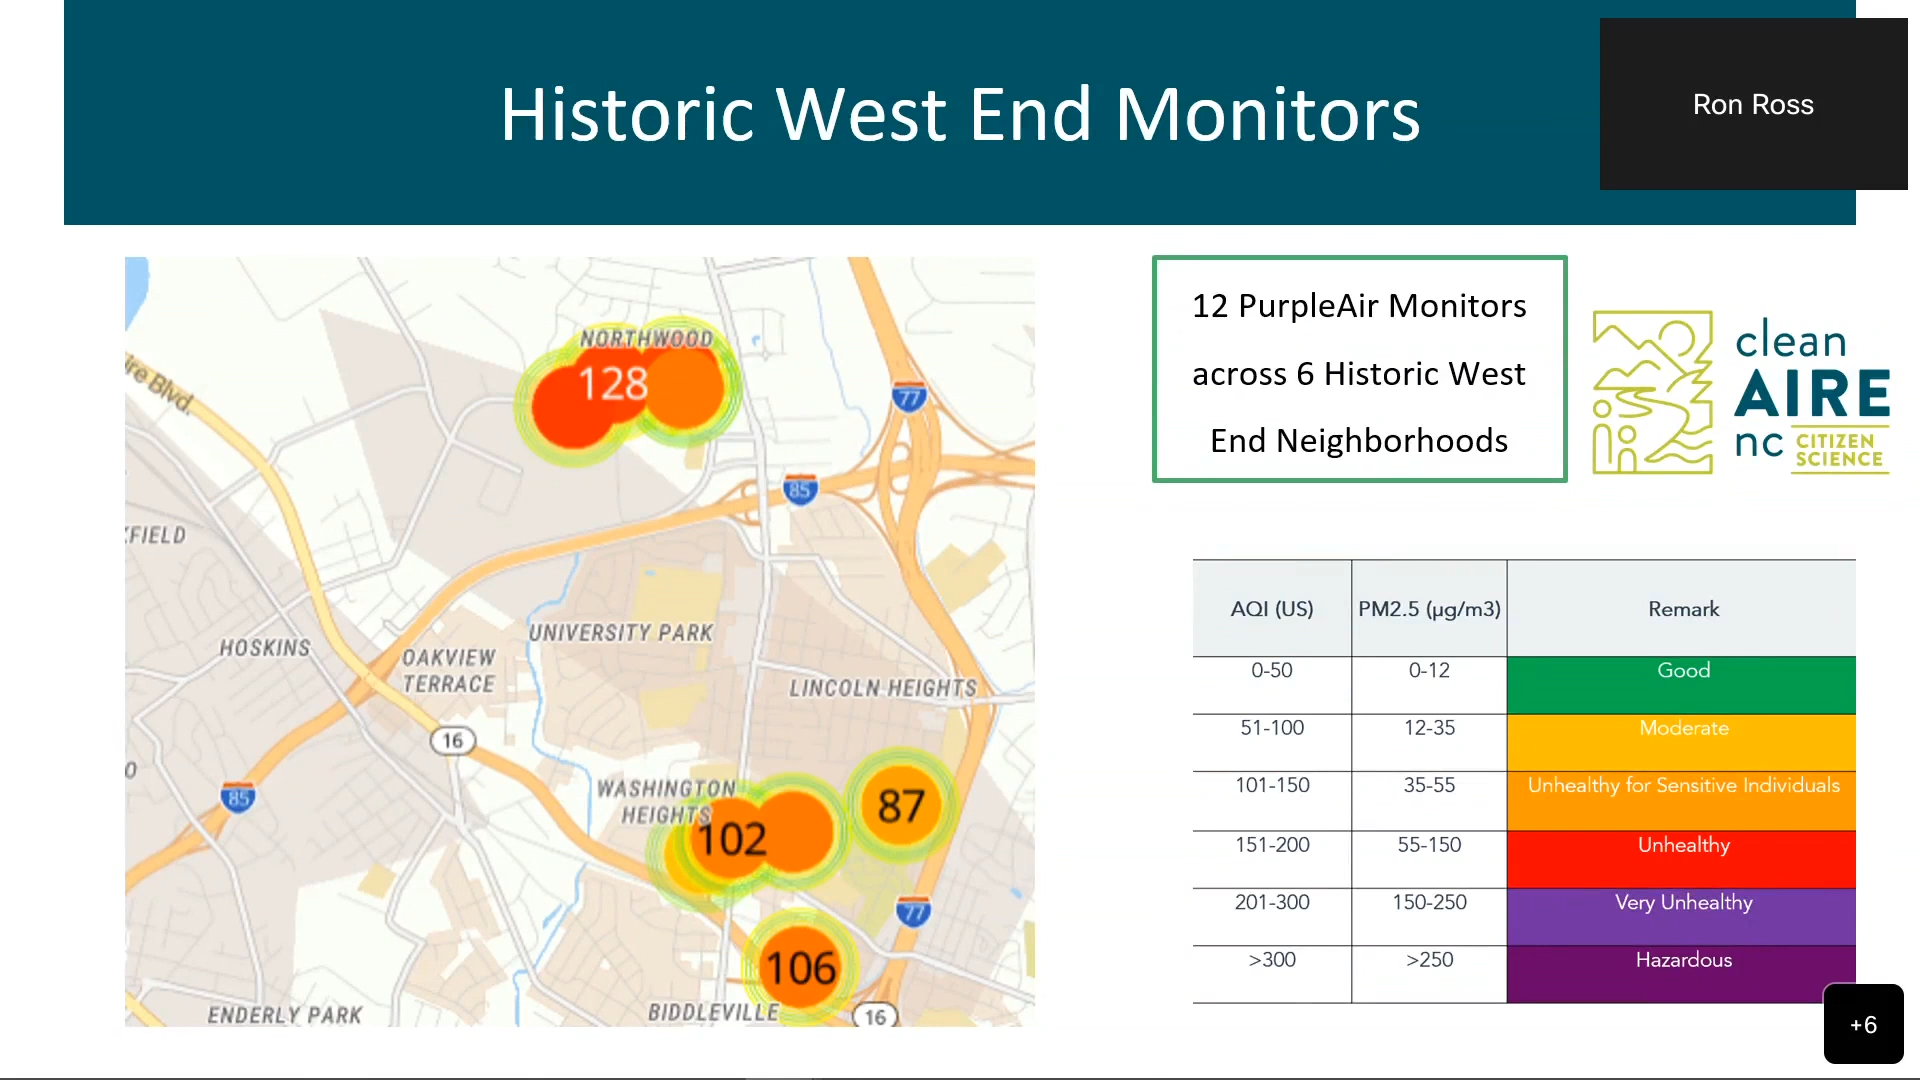 Historic West End Monitors
Ron Ross
12 PurpleAir Monitors
across 6 Historic West
End Neighborhoods
clean
AIRE
nc CITIZEN
SCIENCE
NORTHWOOD
128
ire Blvd.
77
85
KFIELD
UNIVERSITY PARK
HOSKINS
OAKVIEW
TERRACE
LINCOLN HEIGHTS
16
O
85
WASHINGTON
HEIGHTS
102
87
77
106
BIDDLEVILLE
16
ENDERLY PARK
AQI (US) PM2.5 (µg/m3) Remark
0-50 0-12 Good
51-100 12-35 Moderate
101-150 35-55 Unhealthy for Sensitive Individuals
151-200 55-150 Unhealthy
201-300 150-250 Very Unhealthy
>300 >250 Hazardous
+6